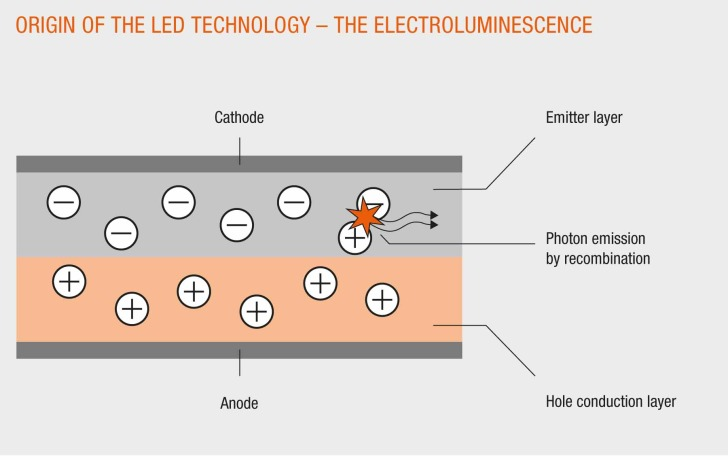 ORIGIN OF THE LED TECHNOLOGY – THE ELECTROLUMINESCENCE
Cathode
Emitter layer
Photon emission
by recombination
Anode
Hole conduction layer